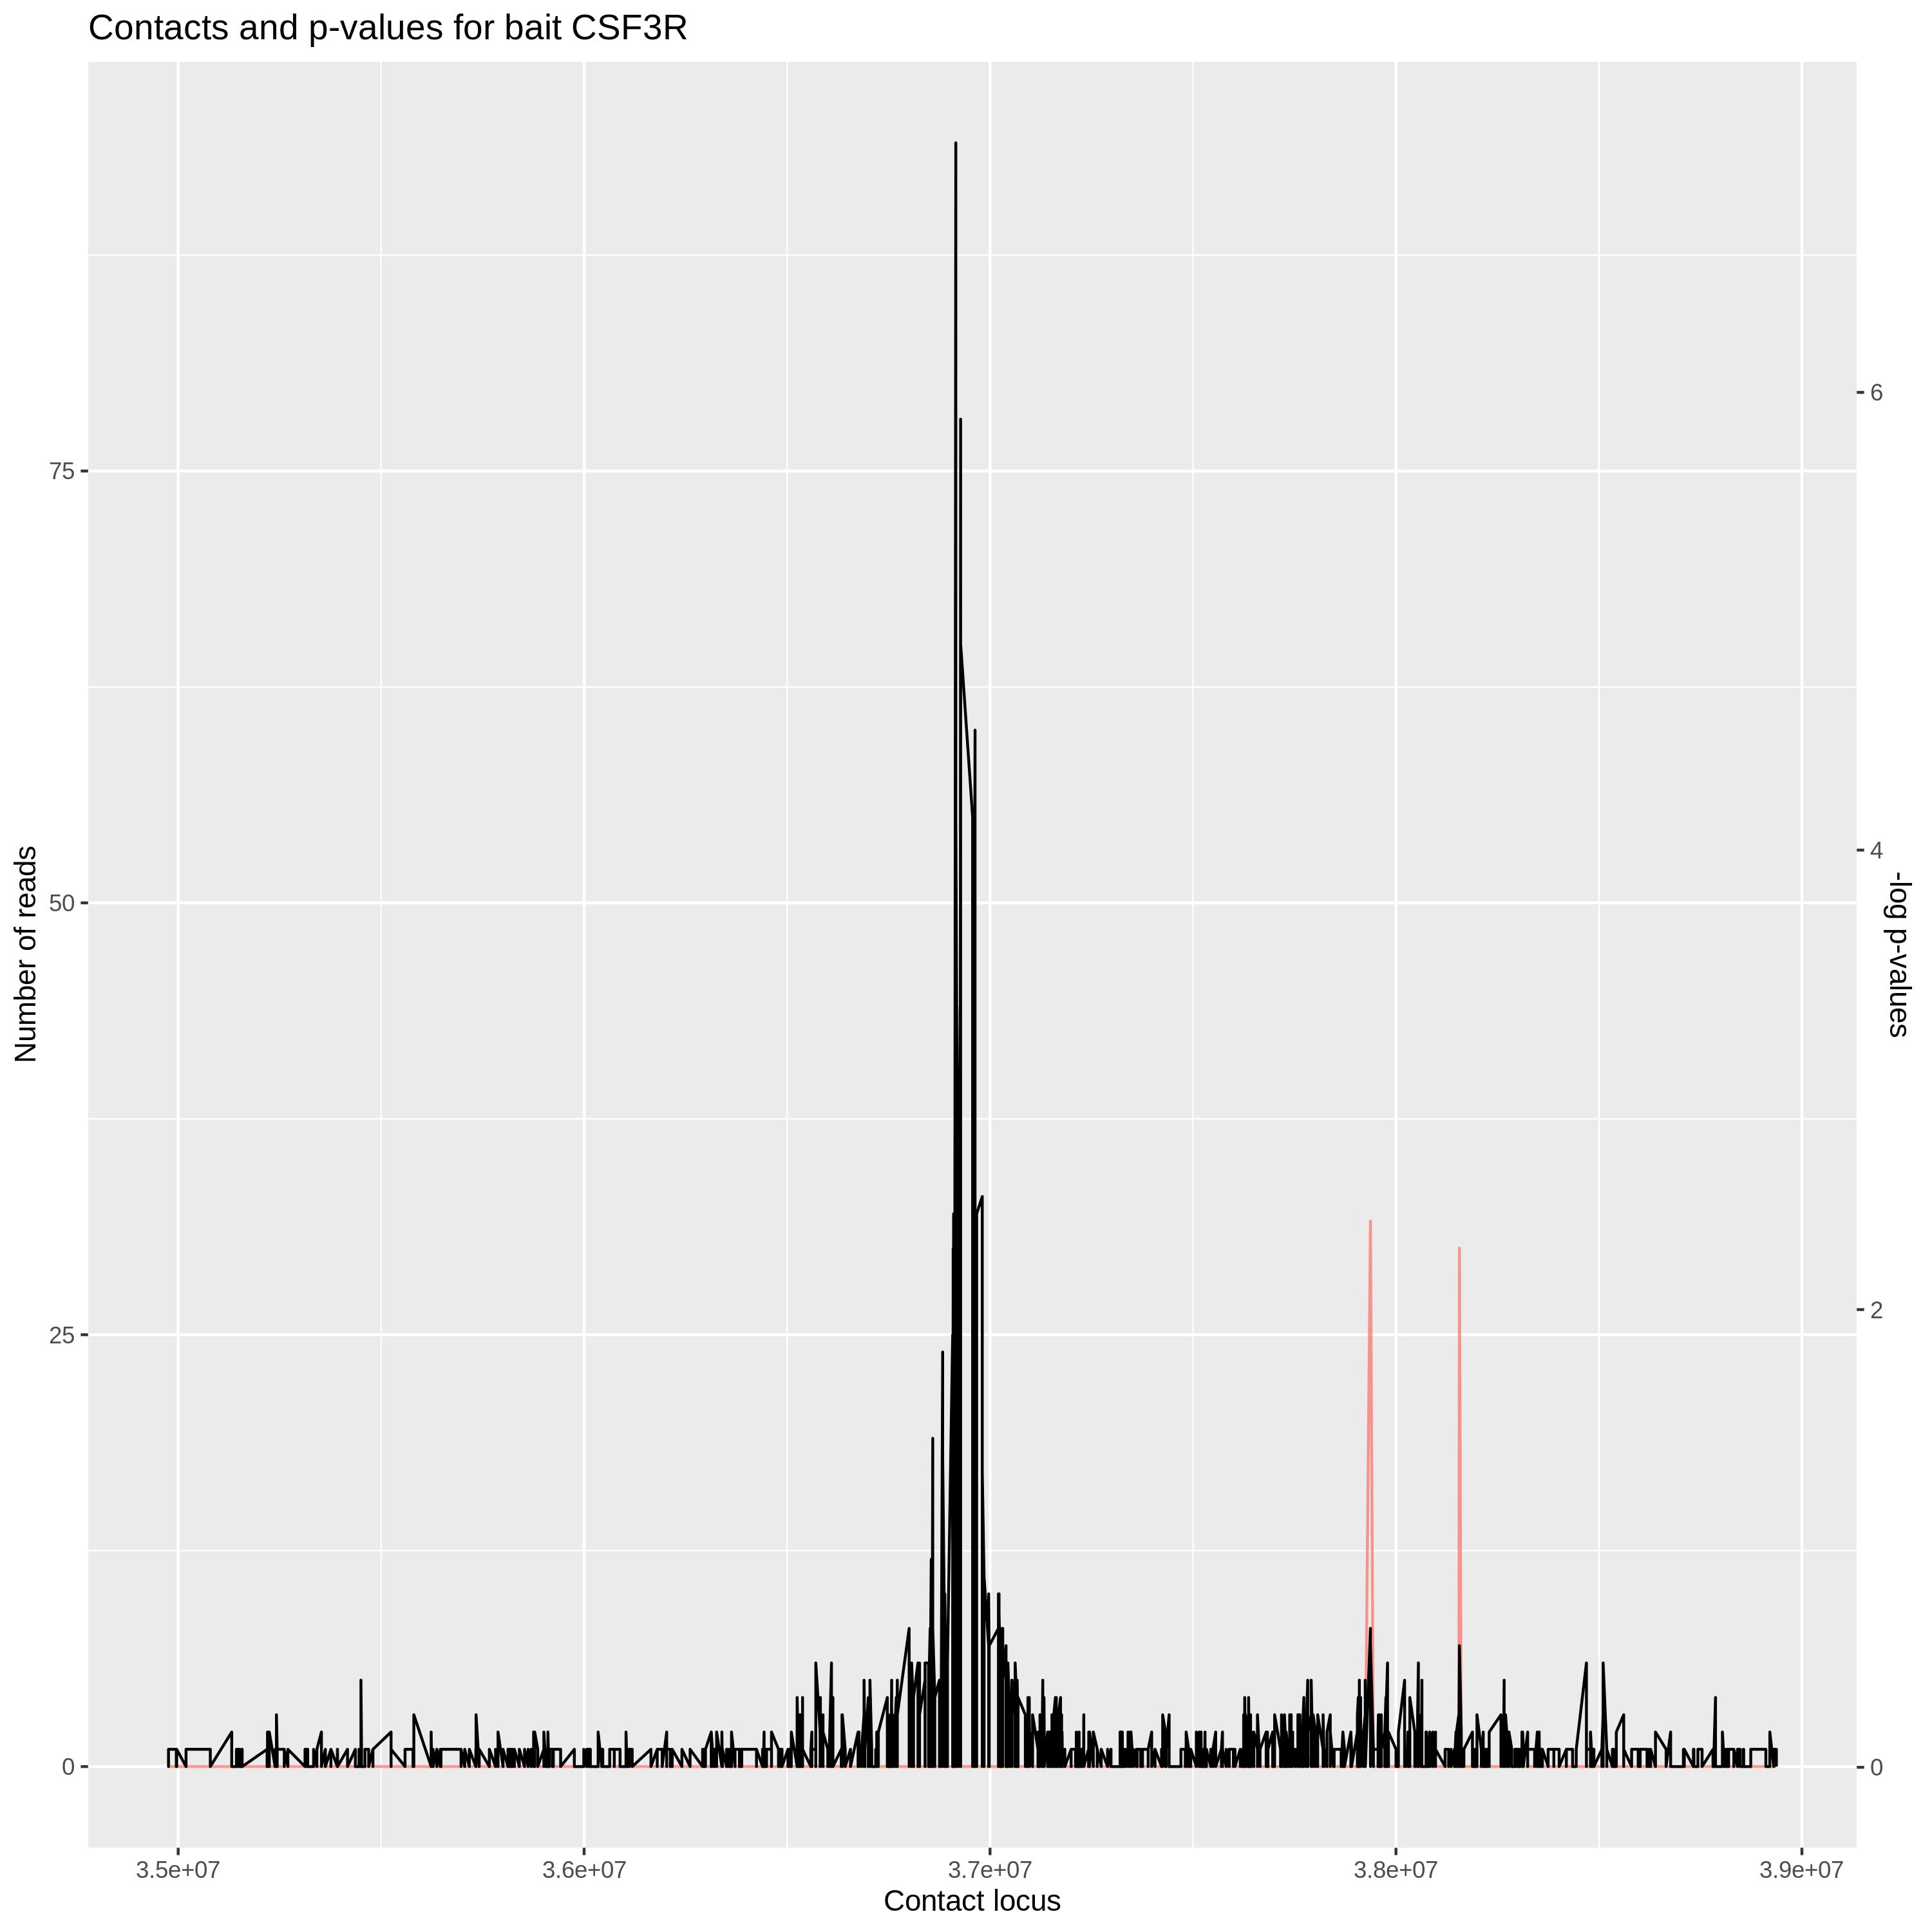 Contacts and p-values for bait CSF3R
Number of reads
75
50
25
0
6
4
2
0
-log p-values
3.5e+07
3.6e+07
3.7e+07
3.8e+07
3.9e+07
Contact locus